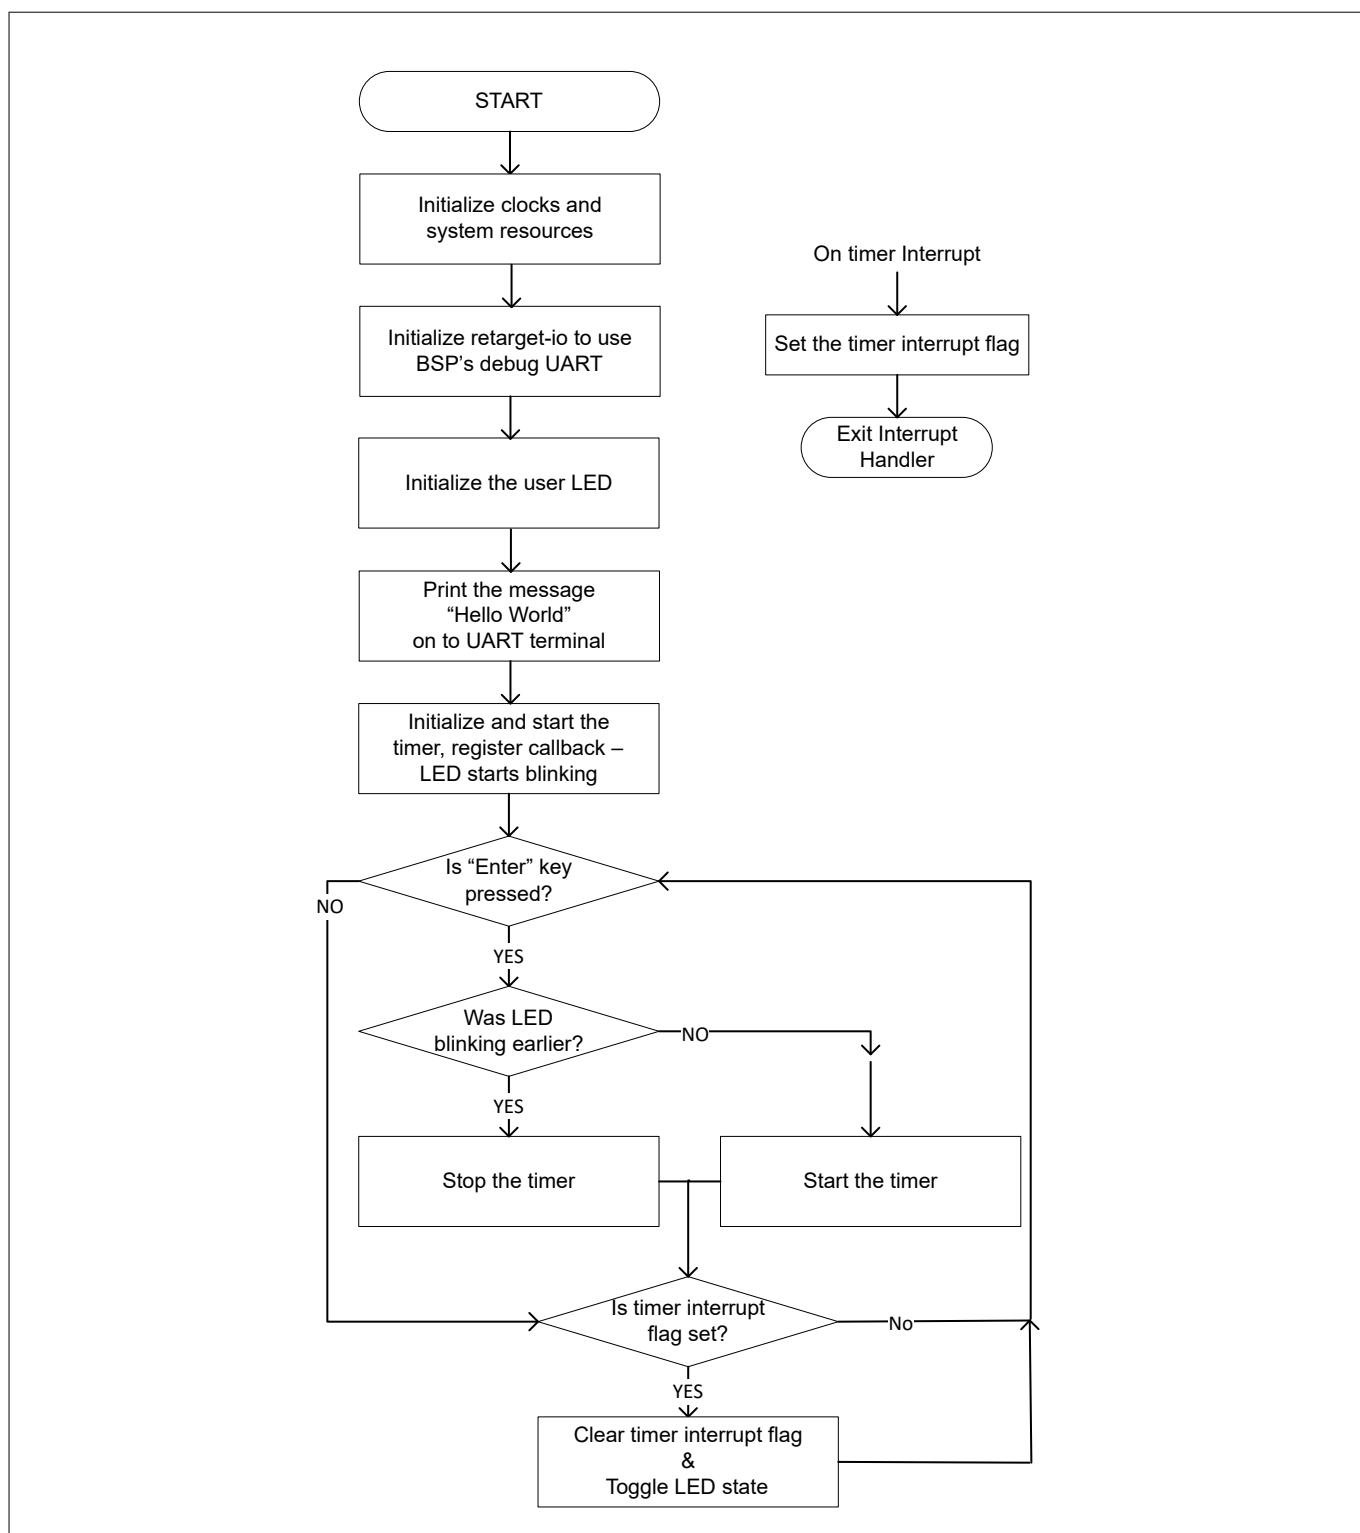 START
Initialize clocks and
system resources
On timer Interrupt
Initialize retarget-io to use
BSP’s debug UART
Set the timer interrupt flag
Exit Interrupt
Handler
Initialize the user LED
Print the message
“Hello World”
on to UART terminal
Initialize and start the
timer, register callback –
LED starts blinking
Is “Enter” key
pressed?
NO
YES
Was LED
blinking earlier?
NO
YES
Stop the timer
Start the timer
Is timer interrupt
flag set?
No
YES
Clear timer interrupt flag
&
Toggle LED state